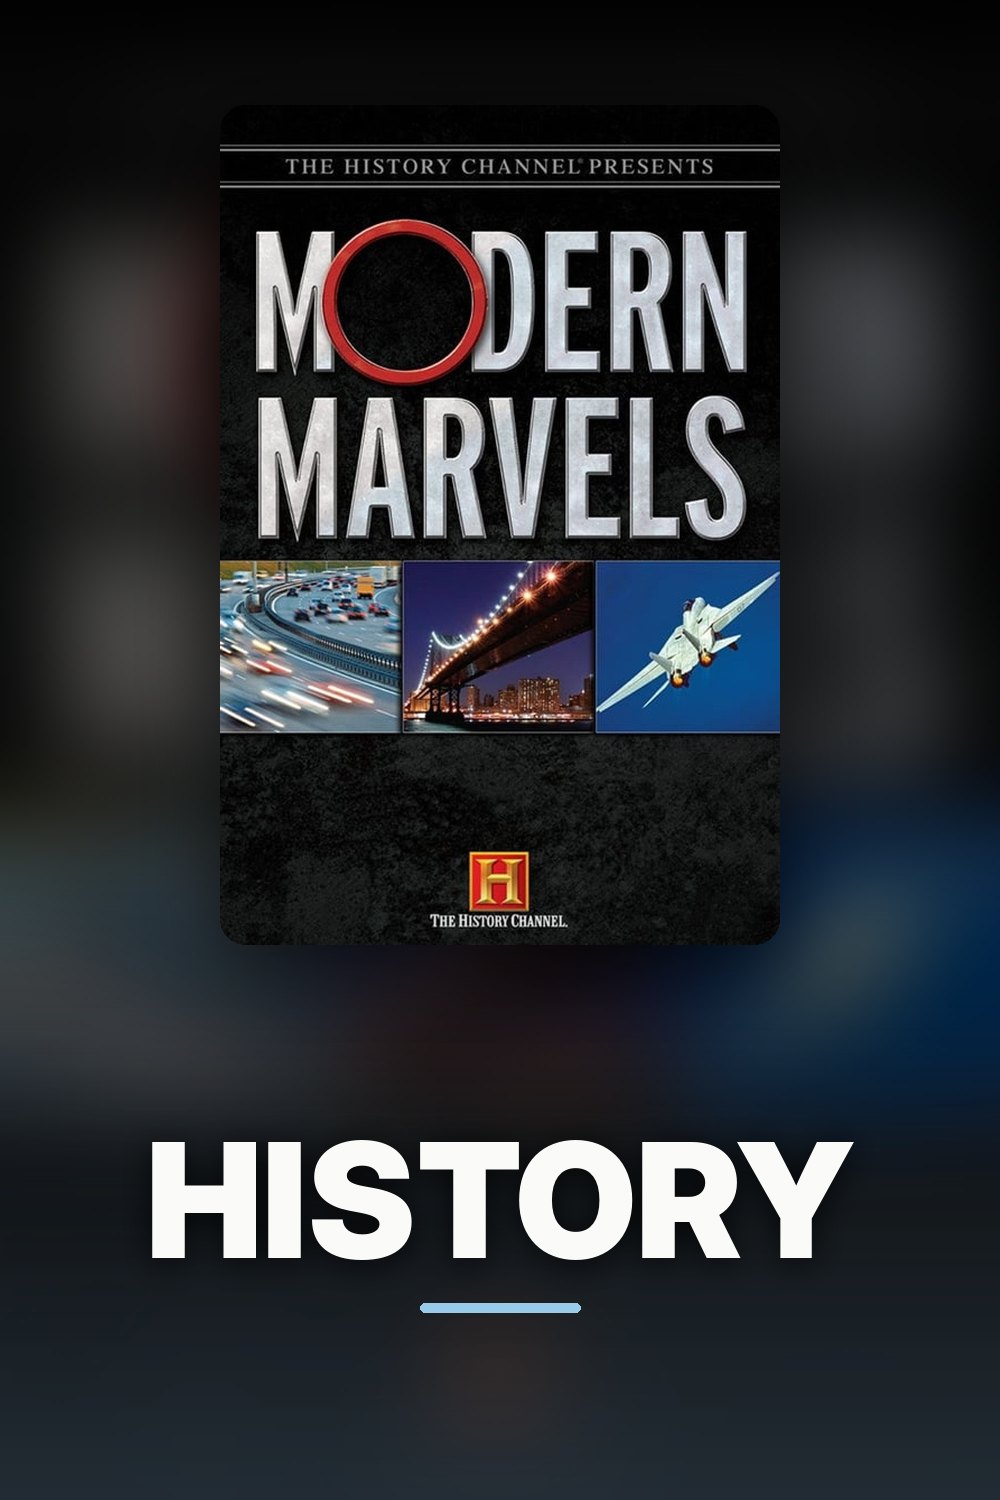 THE HISTORY CHANNEL® PRESENTS
MODERN
MARVELS
H
THE HISTORY CHANNEL.
HISTORY